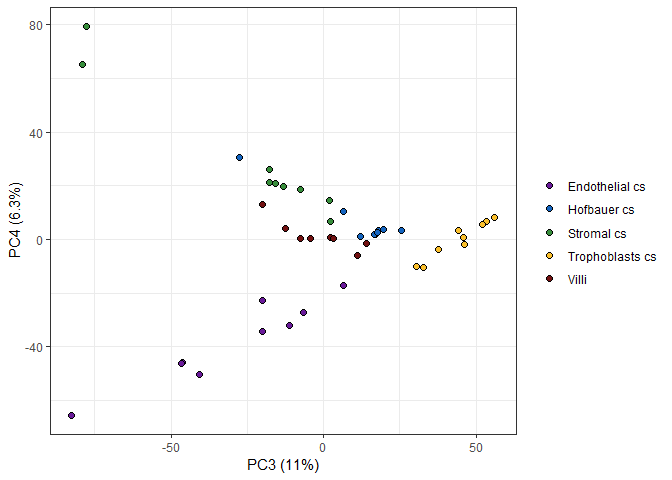 80
40
0
-40
-50
0
50
PC4 (6.3%)
PC3 (11%)
Endothelial cs
Hofbauer cs
Stromal cs
Trophoblasts cs
Villi